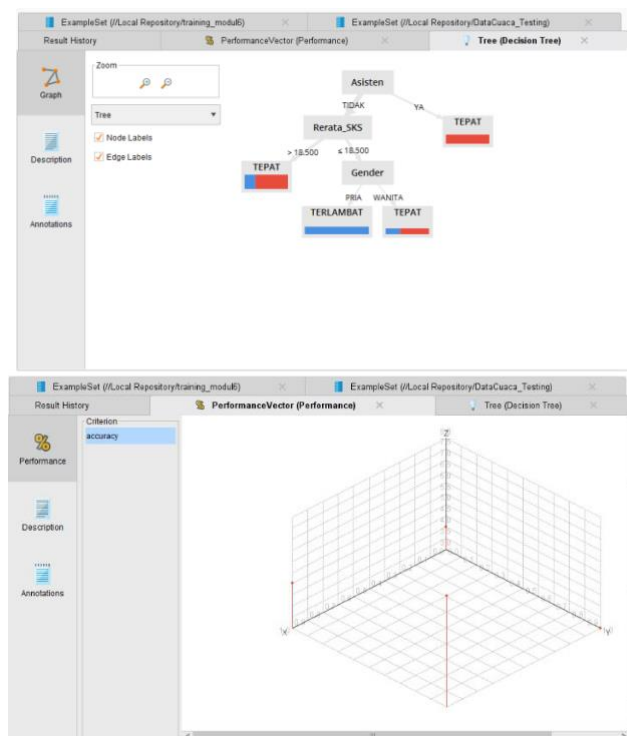 ExampleSet (//Local Repository/training_modul6)
ExampleSet (//Local Repository/DataCuaca_Testing)
Result History
PerformanceVector (Performance)
Tree (Decision Tree)
Graph
Description
Annotations
Zoom
Tree
Node Labels
Edge Labels
Asisten
TIDAK
YA
Rerata_SKS
TEPAT
> 18.500
≤ 18.500
TEPAT
Gender
PRIA
WANITA
TERLAMBAT
TEPAT
ExampleSet (//Local Repository/training_modul6)
ExampleSet (//Local Repository/DataCuaca_Testing)
Result History
PerformanceVector (Performance)
Tree (Decision Tree)
Performance
Description
Annotations
Criterion
accuracy
Z
X
Y